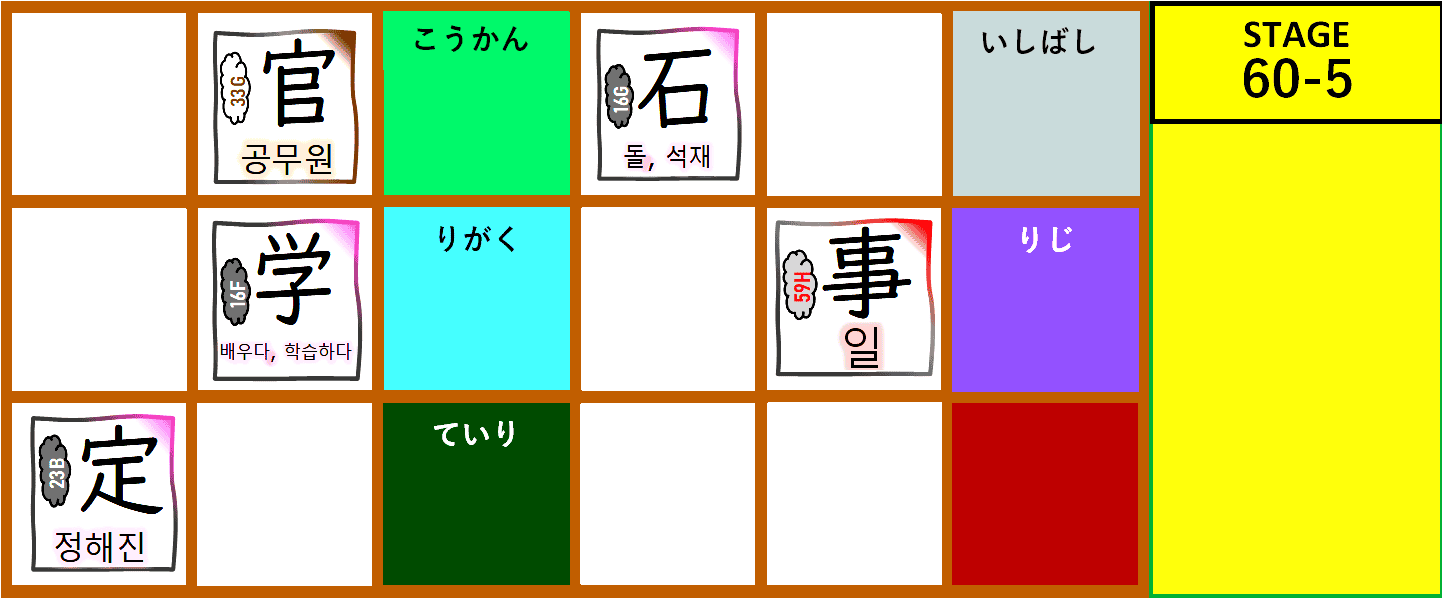 33G
官
공무원
こうかん
16G
石
돌, 석재
いしばし
STAGE
60-5
16F
学
배우다, 학습하다
りがく
59H
事
일
りじ
23B
定
정해진
ていり